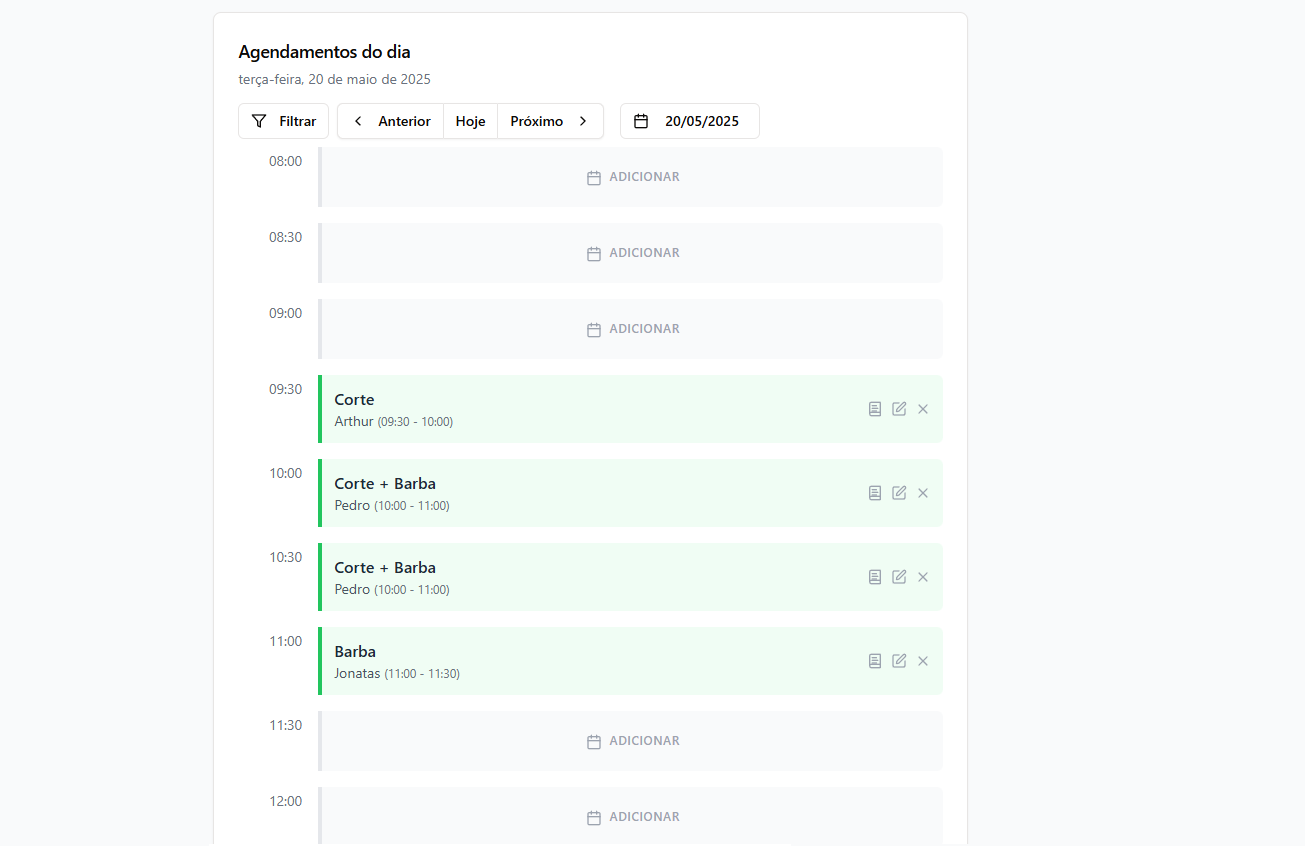 Agendamentos do dia
terça-feira, 20 de maio de 2025
Filtrar Anterior Hoje Próximo 20/05/2025
08:00 ADICIONAR
08:30 ADICIONAR
09:00 ADICIONAR
09:30 Corte
Arthur (09:30 - 10:00)
10:00 Corte + Barba
Pedro (10:00 - 11:00)
10:30 Corte + Barba
Pedro (10:00 - 11:00)
11:00 Barba
Jonatas (11:00 - 11:30)
11:30 ADICIONAR
12:00 ADICIONAR